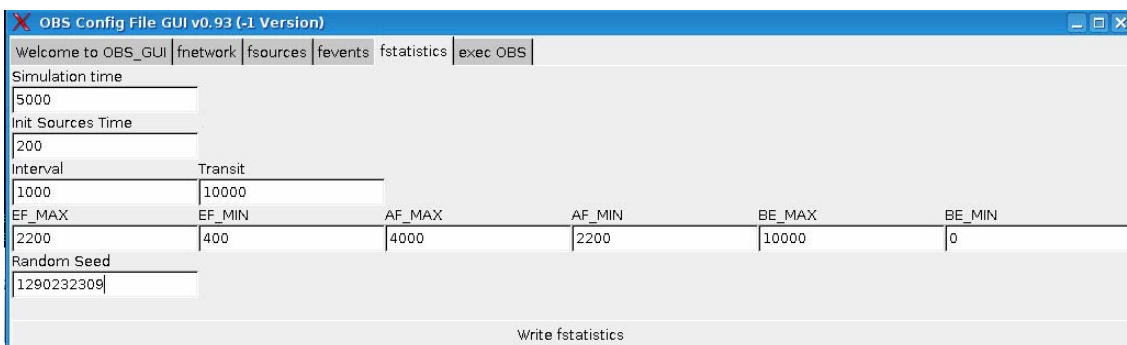 OBS Config File GUI v0.93 (-1 Version)
Welcome to OBS_GUI fnetwork fsources fevents fstatistics exec OBS
Simulation time
5000
Init Sources Time
200
Interval Transit
1000 10000
EF_MAX EF_MIN AF_MAX AF_MIN BE_MAX BE_MIN
2200 400 4000 2200 10000 0
Random Seed
1290232309
Write fstatistics